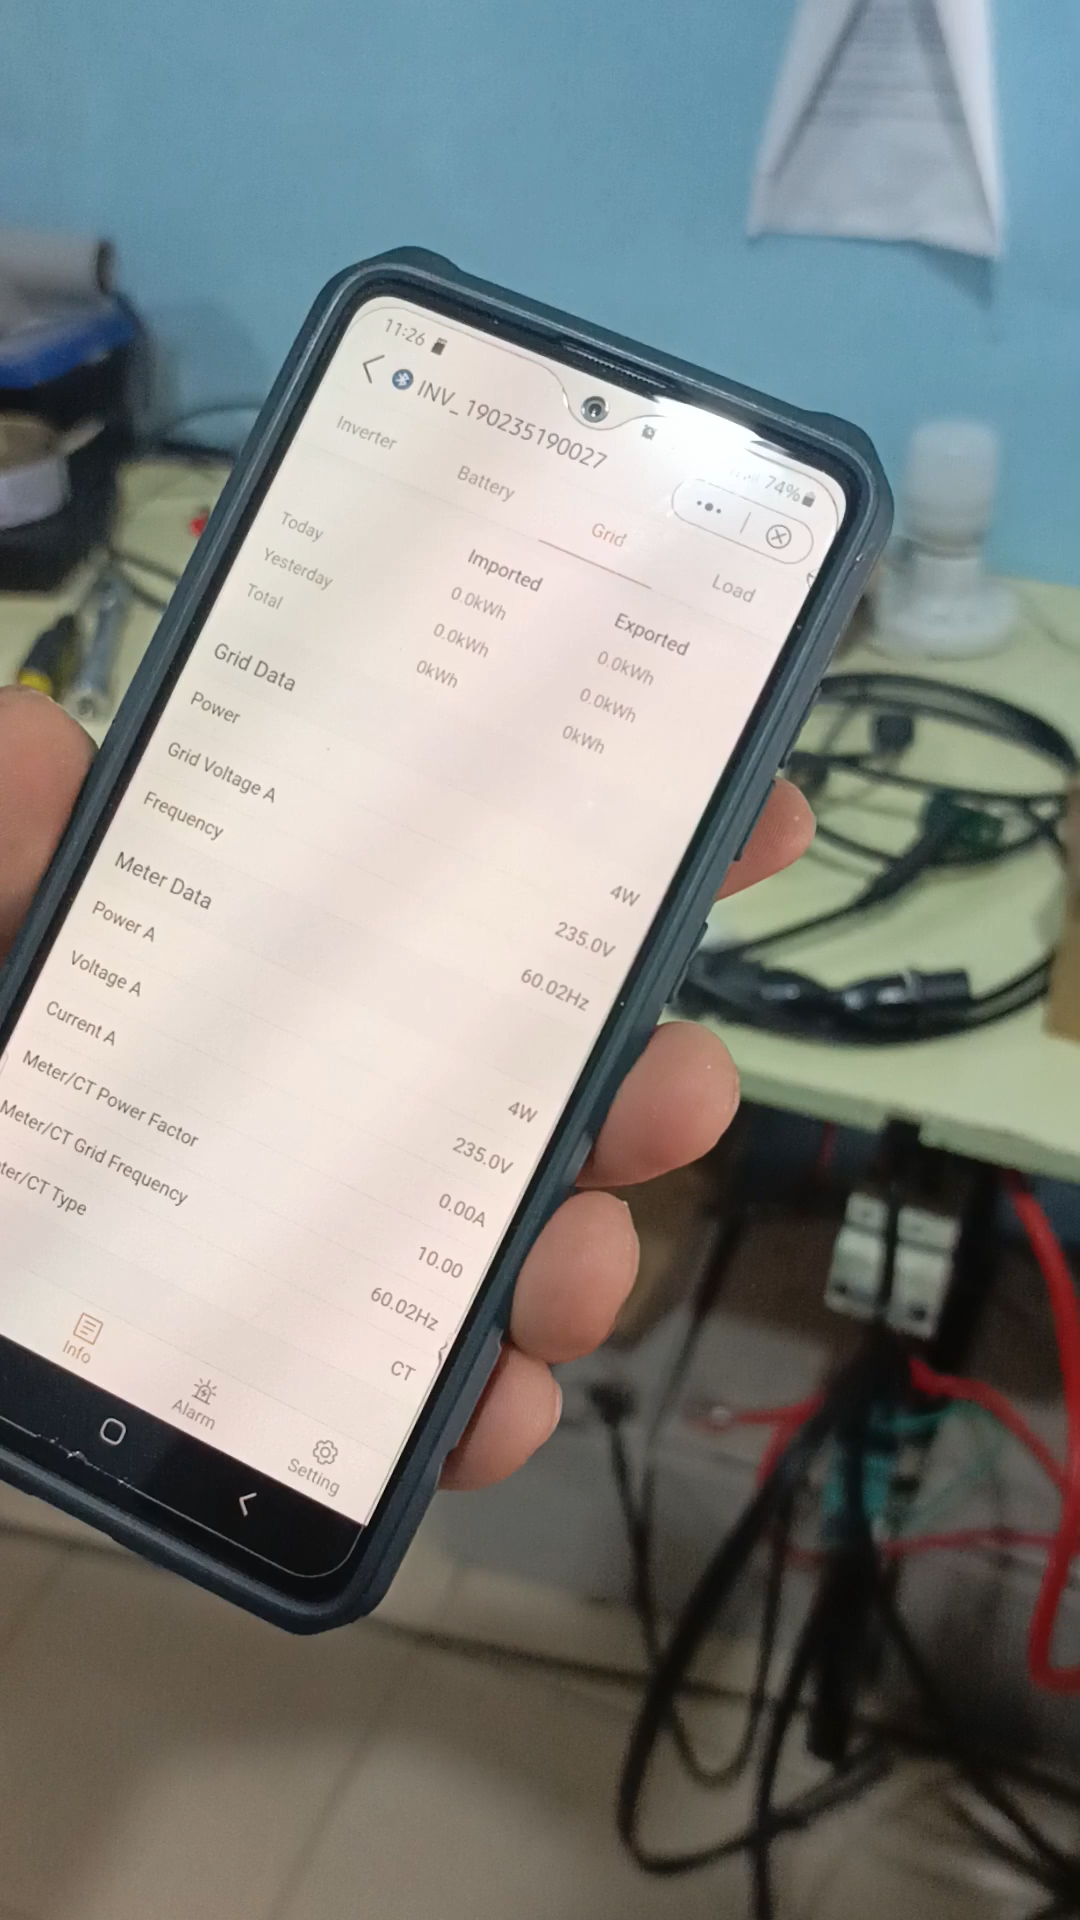 11:26
74%
INV_190235190027
Inverter Battery Grid Load
Imported Exported
Today 0.0kWh 0.0kWh
Yesterday 0.0kWh 0.0kWh
Total 0kWh 0kWh
Grid Data
Power 4W
Grid Voltage A 235.0V
Frequency 60.02Hz
Meter Data
Power A 4W
Voltage A 235.0V
Current A 0.00A
Meter/CT Power Factor 10.00
Meter/CT Grid Frequency 60.02Hz
ter/CT Type CT
Info Alarm Setting